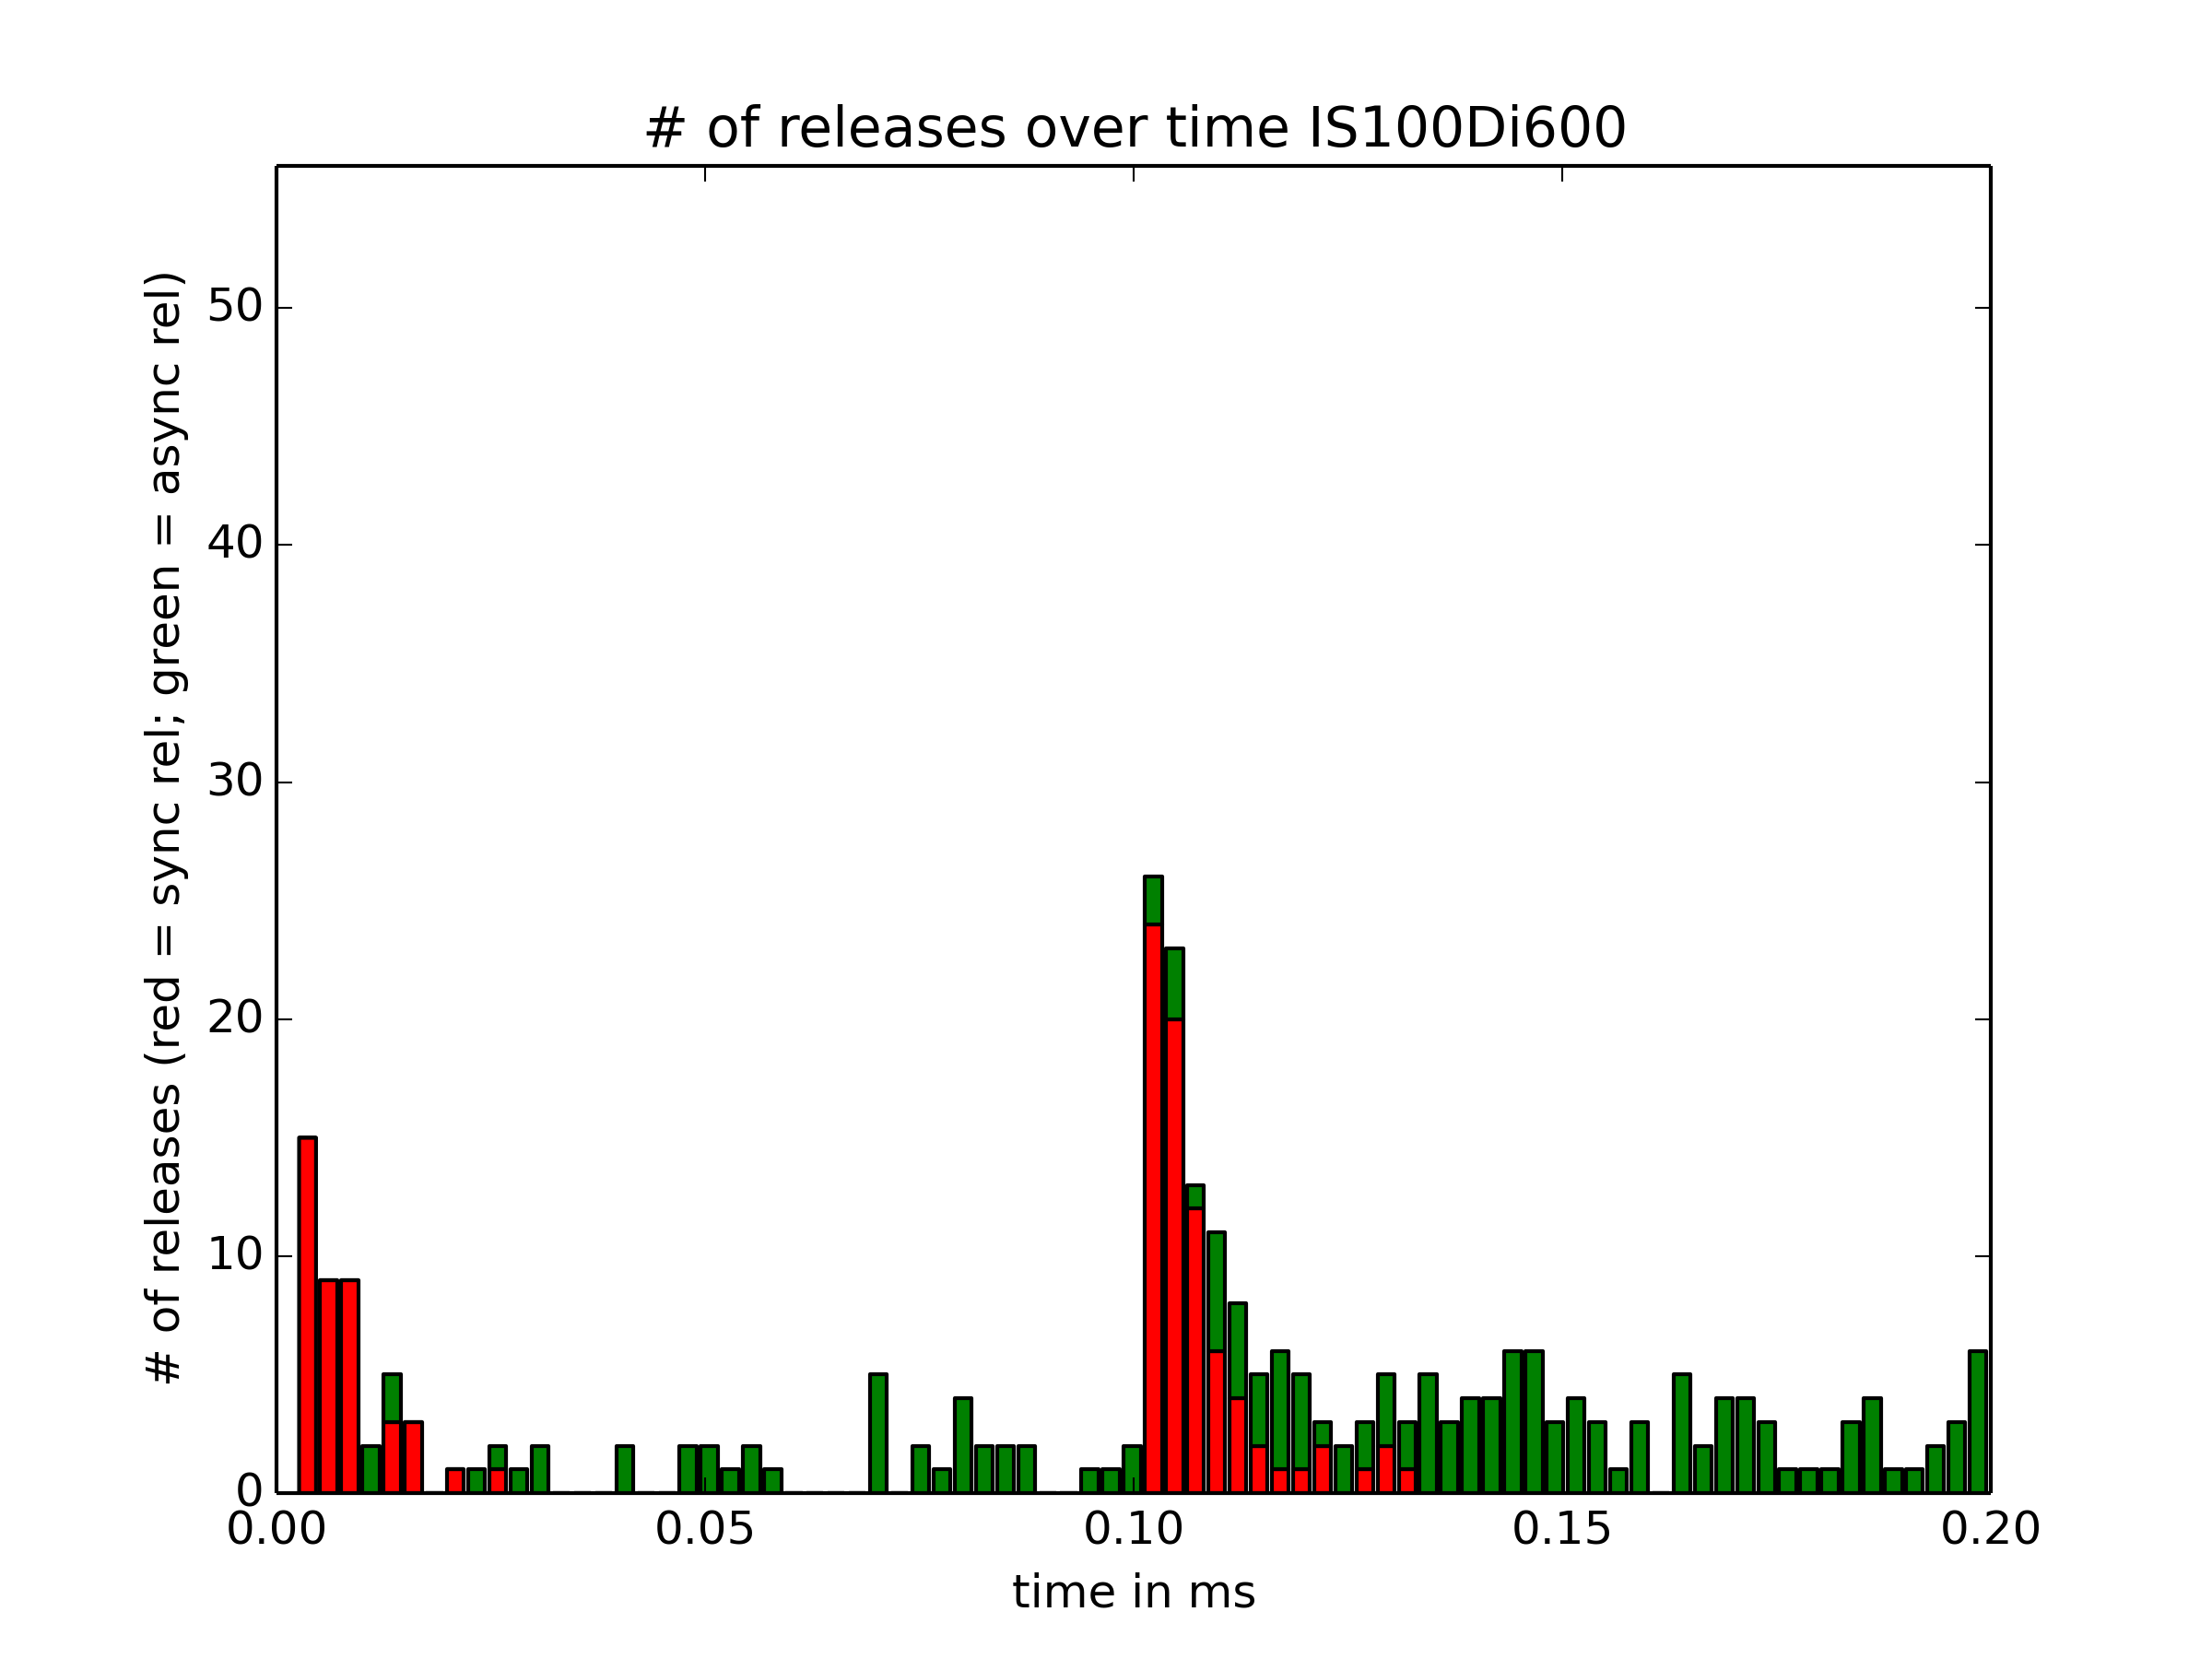 # of releases over time IS100Di600
# of releases (red = sync rel; green = async rel)
50
40
30
20
10
0
0.00 0.05 0.10 0.15 0.20
time in ms